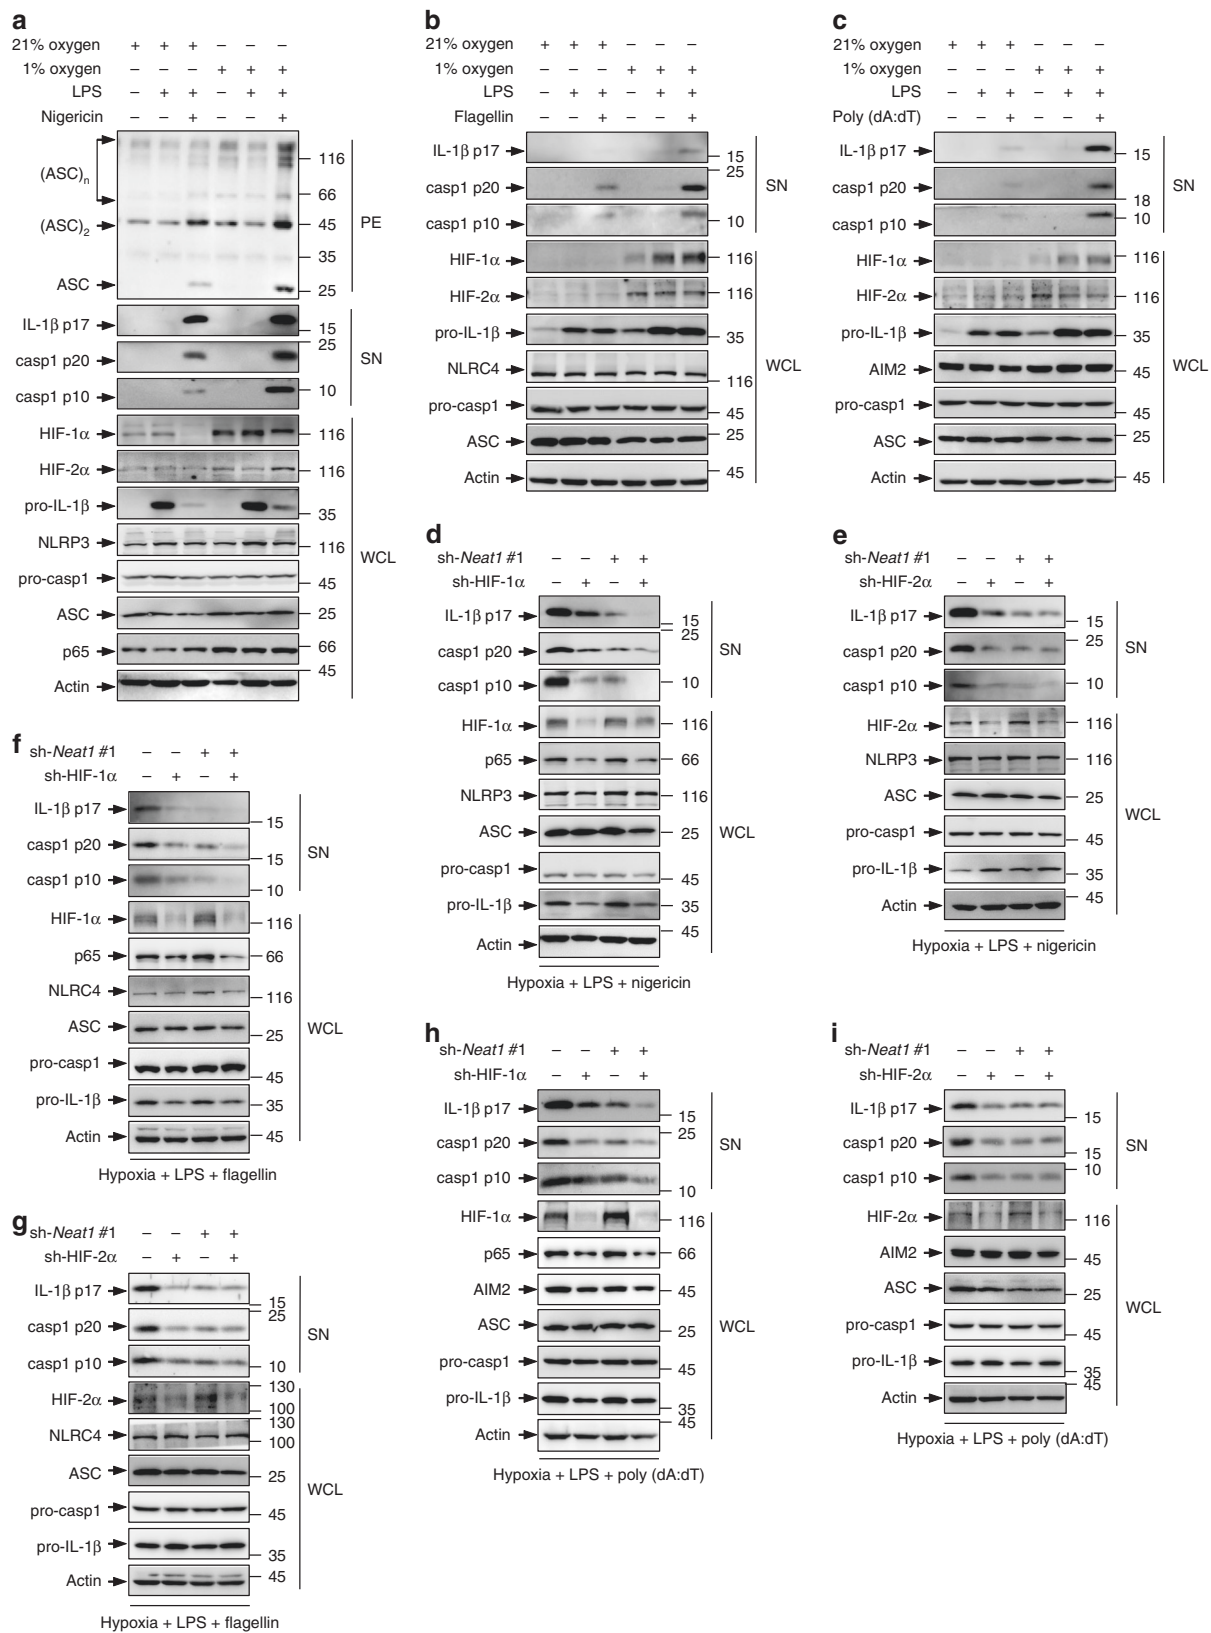 a
21% oxygen + + + – – –
1% oxygen – – – + + +
LPS – + + – + +
Nigericin – – + – – +
(ASC)n
(ASC)2
ASC
116
66
45
35
25
PE
IL-1β p17 15
casp1 p20 25
casp1 p10 10
SN
HIF-1α 116
HIF-2α 116
pro-IL-1β 35
NLRP3 116
pro-casp1 45
ASC 25
p65 66
Actin 45
WCL
b
21% oxygen + + + – – –
1% oxygen – – – + + +
LPS – + + – + +
Flagellin – – + – – +
IL-1β p17 15
casp1 p20 25
casp1 p10 10
SN
HIF-1α 116
HIF-2α 116
pro-IL-1β 35
NLRC4 116
pro-casp1 45
ASC 25
Actin 45
WCL
c
21% oxygen + + + – – –
1% oxygen – – – + + +
LPS – + + – + +
Poly (dA:dT) – – + – – +
IL-1β p17 15
casp1 p20 18
casp1 p10 10
SN
HIF-1α 116
HIF-2α 116
pro-IL-1β 35
AIM2 45
pro-casp1 45
ASC 25
Actin 45
WCL
d
sh-Neat1 #1 – – + +
sh-HIF-1α – + – +
IL-1β p17 15
casp1 p20 25
casp1 p10 10
SN
HIF-1α 116
p65 66
NLRP3 116
ASC 25
pro-casp1 45
pro-IL-1β 35
Actin 45
WCL
Hypoxia + LPS + nigericin
e
sh-Neat1 #1 – – + +
sh-HIF-2α – + – +
IL-1β p17 15
casp1 p20 25
casp1 p10 10
SN
HIF-2α 116
NLRP3 116
ASC 25
pro-casp1 45
pro-IL-1β 35
Actin 45
WCL
Hypoxia + LPS + nigericin
f
sh-Neat1 #1 – – + +
sh-HIF-1α – + – +
IL-1β p17 15
casp1 p20 15
casp1 p10 10
SN
HIF-1α 116
p65 66
NLRC4 116
ASC 25
pro-casp1 45
pro-IL-1β 35
Actin 45
WCL
Hypoxia + LPS + flagellin
g
sh-Neat1 #1 – – + +
sh-HIF-2α – + – +
IL-1β p17 15
casp1 p20 25
casp1 p10 10
SN
HIF-2α 130 100
NLRC4 130 100
ASC 25
pro-casp1 45
pro-IL-1β 35
Actin 45
WCL
Hypoxia + LPS + flagellin
h
sh-Neat1 #1 – – + +
sh-HIF-1α – + – +
IL-1β p17 15
casp1 p20 25
casp1 p10 10
SN
HIF-1α 116
p65 66
AIM2 45
ASC 25
pro-casp1 45
pro-IL-1β 35
Actin 45
WCL
Hypoxia + LPS + poly (dA:dT)
i
sh-Neat1 #1 – – + +
sh-HIF-2α – + – +
IL-1β p17 15
casp1 p20 15
casp1 p10 10
SN
HIF-2α 116
AIM2 45
ASC 25
pro-casp1 45
pro-IL-1β 35
Actin 45
WCL
Hypoxia + LPS + poly (dA:dT)